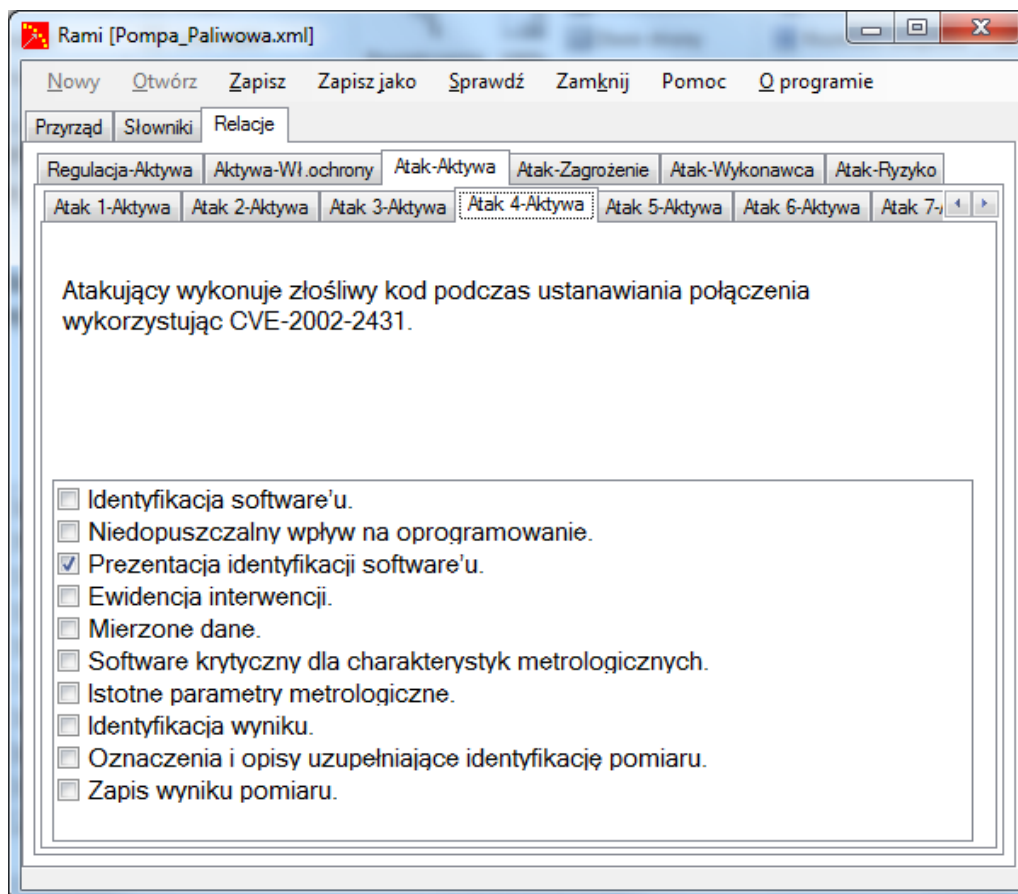 Rami [Pompa_Paliwowa.xml]
Nowy Otwórz Zapisz Zapisz jako Sprawdź Zamknij Pomoc O programie
Przyrząd Słowniki Relacje
Regulacja-Aktywa Aktywa-Wł.ochrony Atak-Aktywa Atak-Zagrożenie Atak-Wykonawca Atak-Ryzyko
Atak 1-Aktywa Atak 2-Aktywa Atak 3-Aktywa Atak 4-Aktywa Atak 5-Aktywa Atak 6-Aktywa Atak 7-
Atakujący wykonuje złośliwy kod podczas ustanawiania połączenia
wykorzystując CVE-2002-2431.
Identyfikacja software'u.
Niedopuszczalny wpływ na oprogramowanie.
Prezentacja identyfikacji software'u.
Ewidencja interwencji.
Mierzone dane.
Software krytyczny dla charakterystyk metrologicznych.
Istotne parametry metrologiczne.
Identyfikacja wyniku.
Oznaczenia i opisy uzupełniające identyfikację pomiaru.
Zapis wyniku pomiaru.